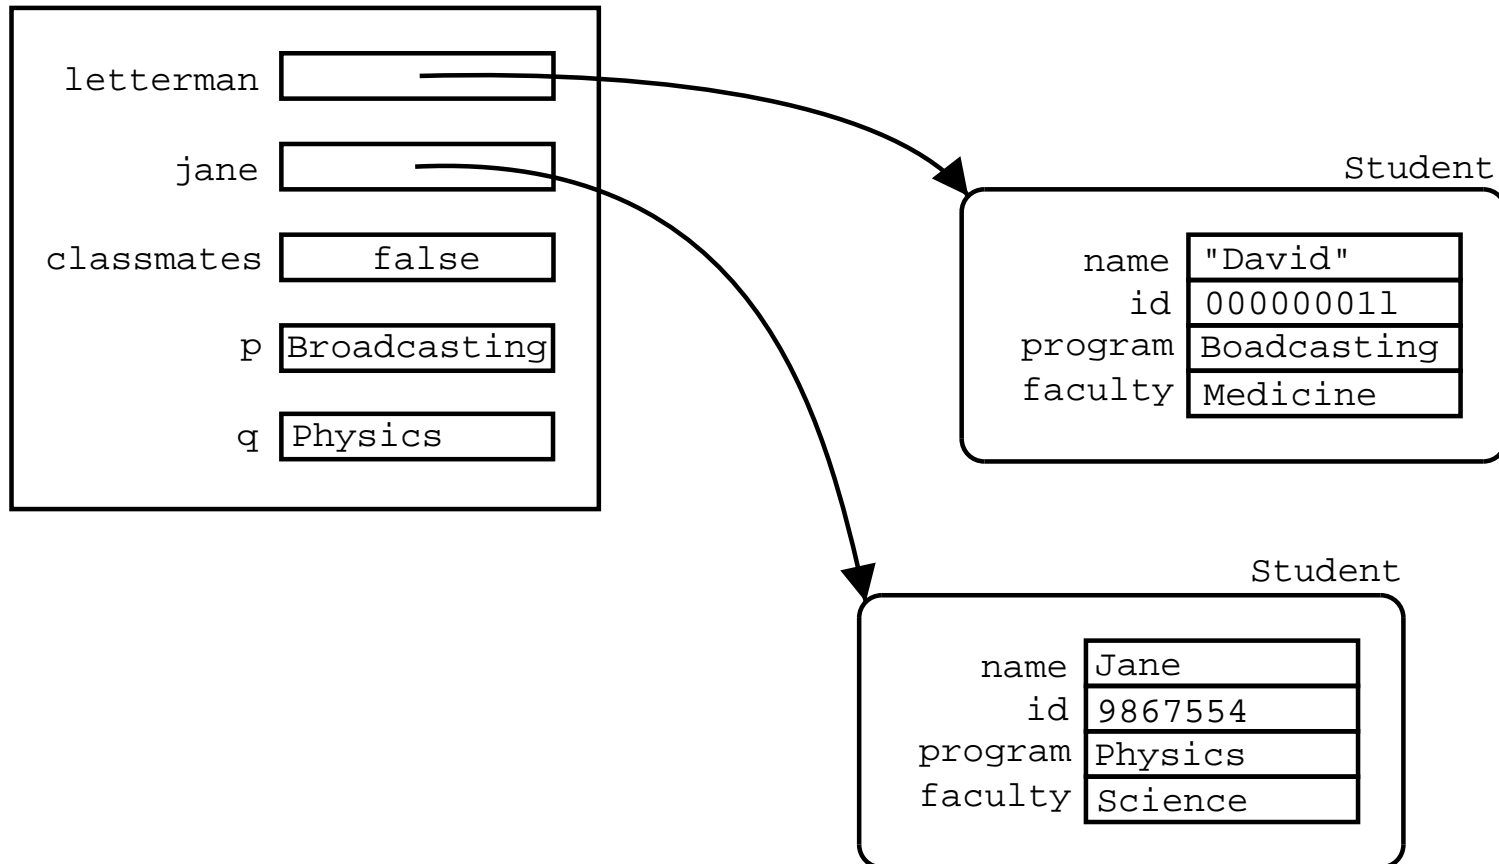 letterman
jane
classmates false
p Broadcasting
q Physics
Student
name "David"
id 00000001l
program Boadcasting
faculty Medicine
Student
name Jane
id 9867554
program Physics
faculty Science